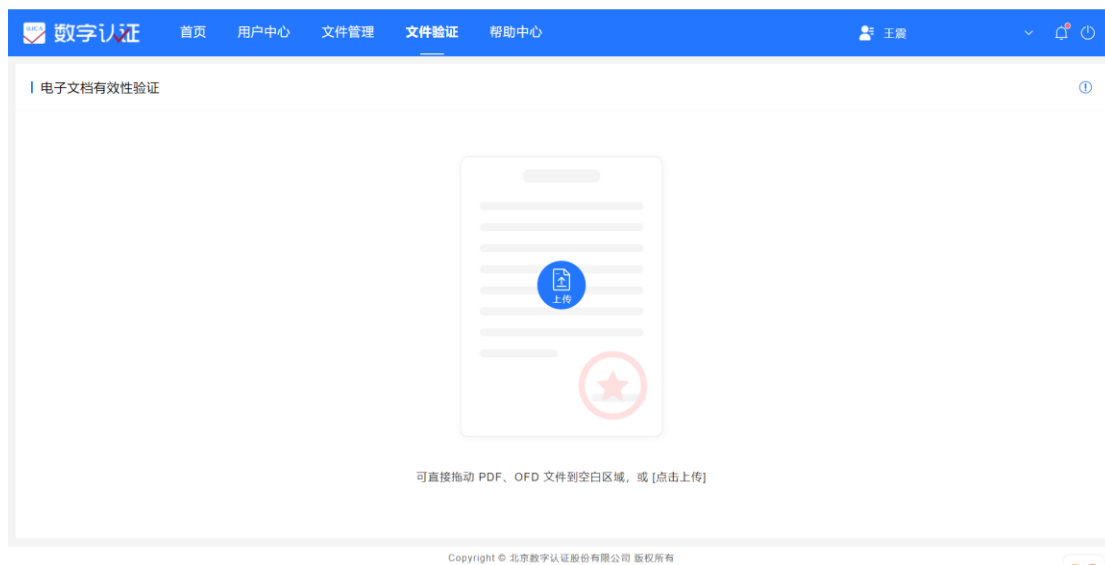 BJCA 数字认证 首页 用户中心 文件管理 文件验证 帮助中心 王震
电子文档有效性验证
上传
可直接拖动 PDF、OFD 文件到空白区域，或 [点击上传]
Copyright © 北京数字认证股份有限公司 版权所有